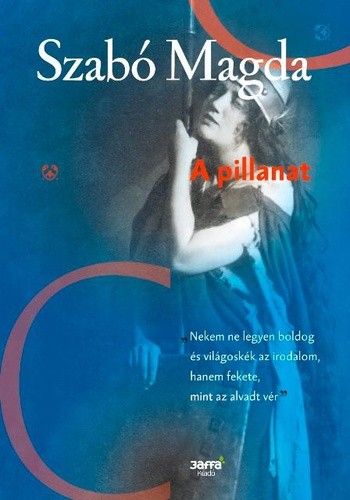 Szabó Magda
A pillanat
„Nekem ne legyen boldog
és világoskék az irodalom,
hanem fekete,
mint az alvadt vér”
Jaffa
Kiadó